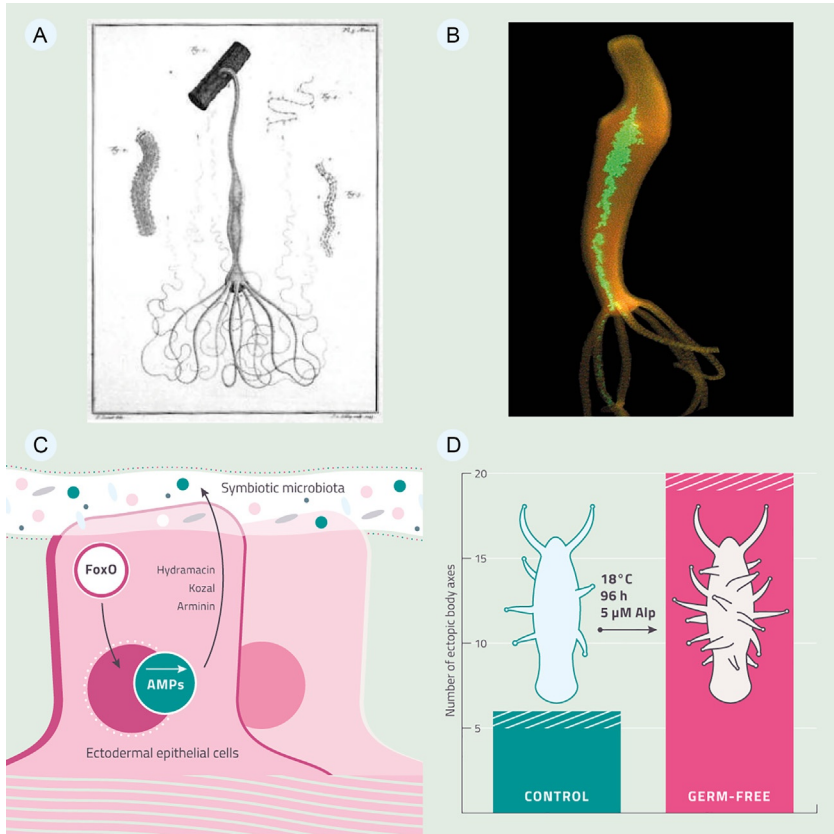 A
B
C
Symbiotic microbiota
FoxO
Hydramacin
Kozal
Arminin
AMPs
Ectodermal epithelial cells
D
Number of ectopic body axes
20
15
10
5
18°C
96 h
5 μM Alp
CONTROL
GERM-FREE